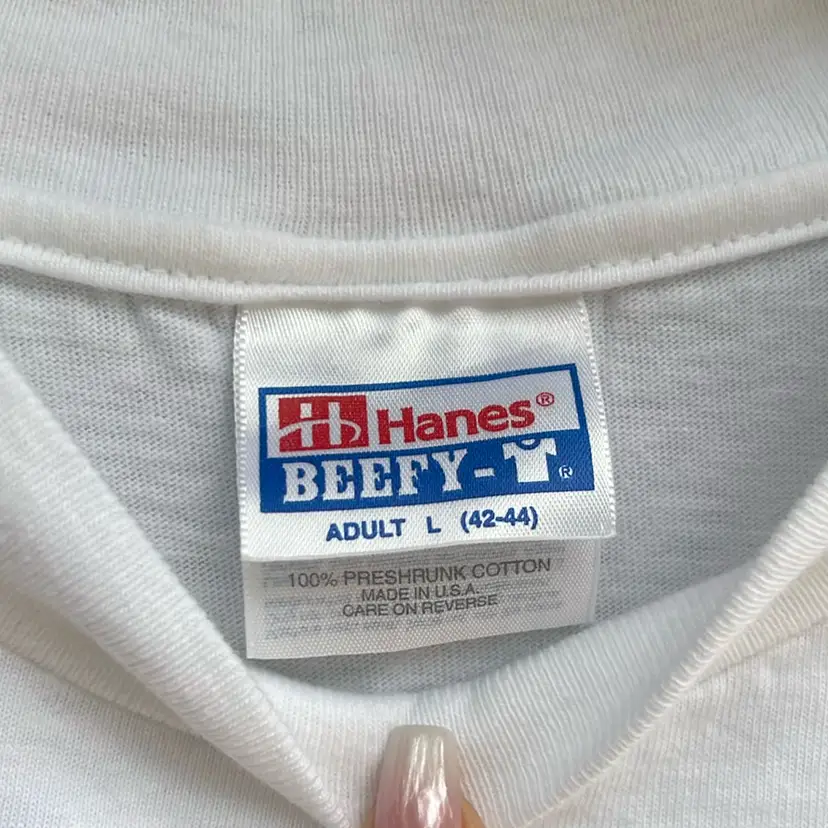 Hanes®
BEEFY-T®
ADULT L (42-44)
100% PRESHRUNK COTTON
MADE IN U.S.A.
CARE ON REVERSE